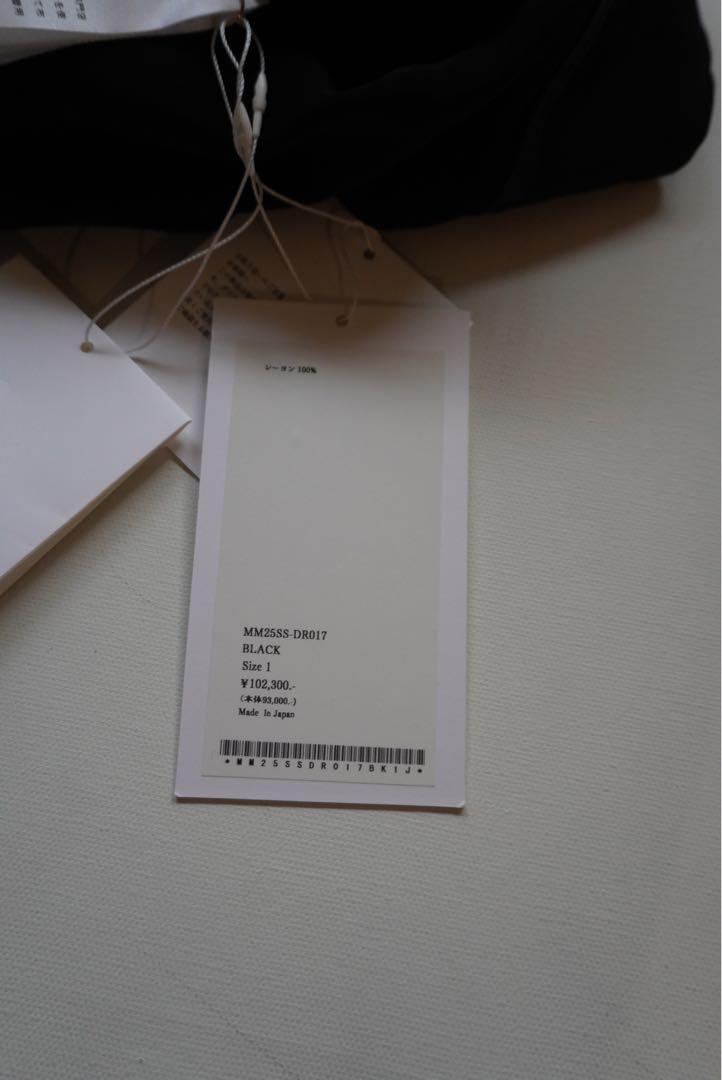 レーヨン 100%
MM25SS-DR017
BLACK
Size 1
¥102,300.-
(本体93,000.-)
Made In Japan
*MM25SSDR017BK1J*